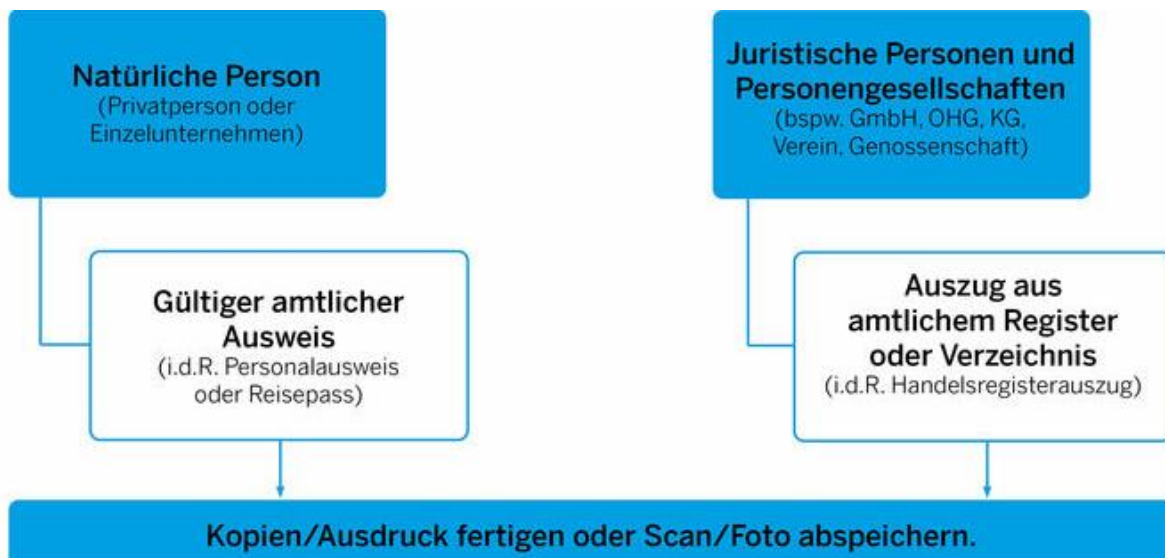 Natürliche Person
(Privatperson oder
Einzelunternehmen)
Juristische Personen und
Personengesellschaften
(bspw. GmbH, OHG, KG,
Verein, Genossenschaft)
Gültiger amtlicher
Ausweis
(i.d.R. Personalausweis
oder Reisepass)
Auszug aus
amtlichem Register
oder Verzeichnis
(i.d.R. Handelsregisterauszug)
Kopien/Ausdruck fertigen oder Scan/Foto abspeichern.